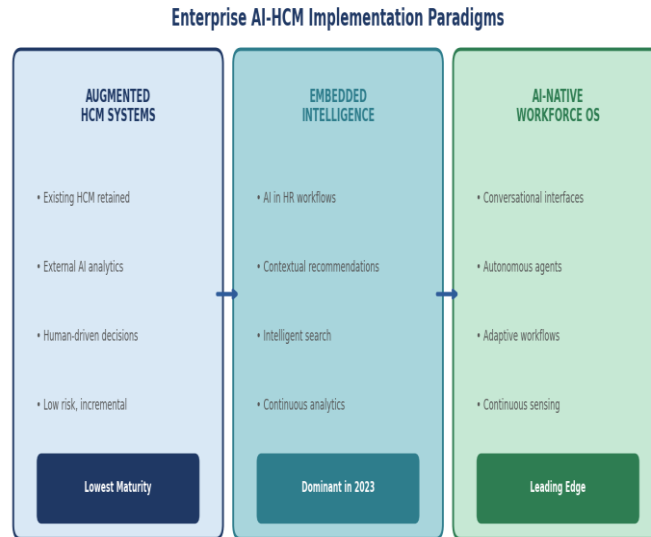 Enterprise AI-HCM Implementation Paradigms
AUGMENTED
HCM SYSTEMS
• Existing HCM retained
• External AI analytics
• Human-driven decisions
• Low risk, incremental
Lowest Maturity
EMBEDDED
INTELLIGENCE
• AI in HR workflows
• Contextual recommendations
• Intelligent search
• Continuous analytics
Dominant in 2023
AI-NATIVE
WORKFORCE OS
• Conversational interfaces
• Autonomous agents
• Adaptive workflows
• Continuous sensing
Leading Edge